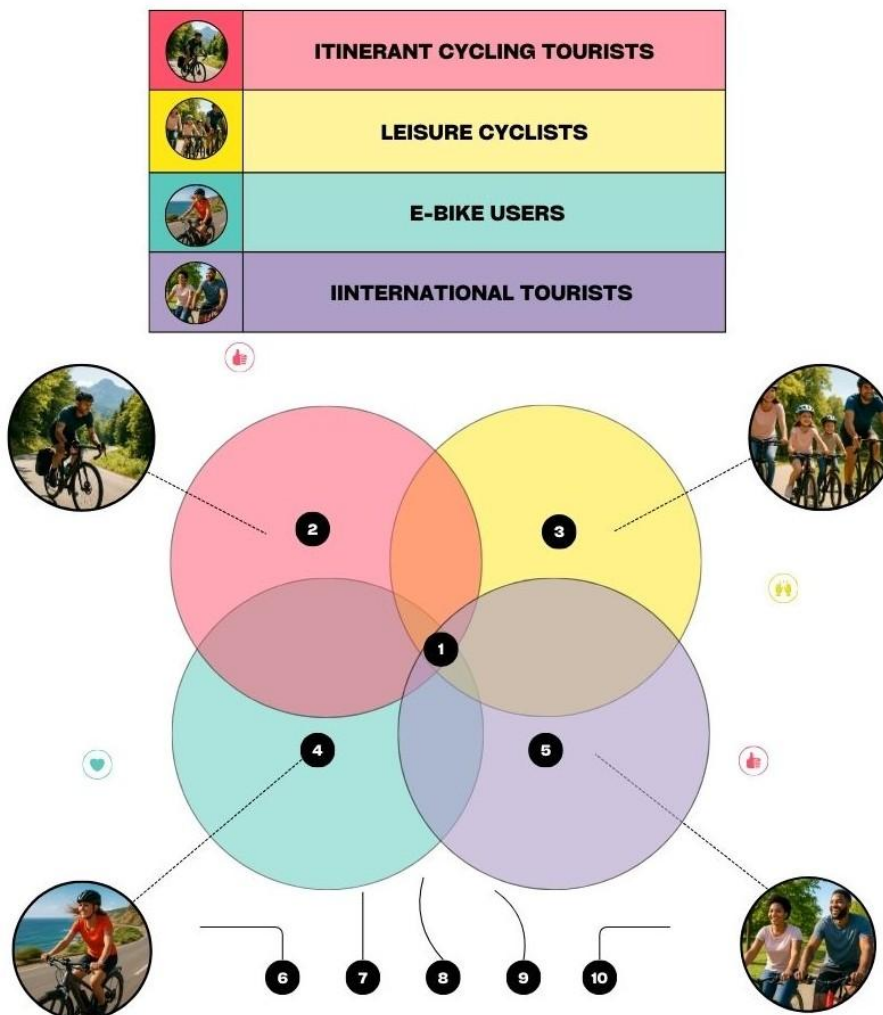 ITINERANT CYCLING TOURISTS
LEISURE CYCLISTS
E-BIKE USERS
IINTERNATIONAL TOURISTS
2
3
1
4
5
6
7
8
9
10